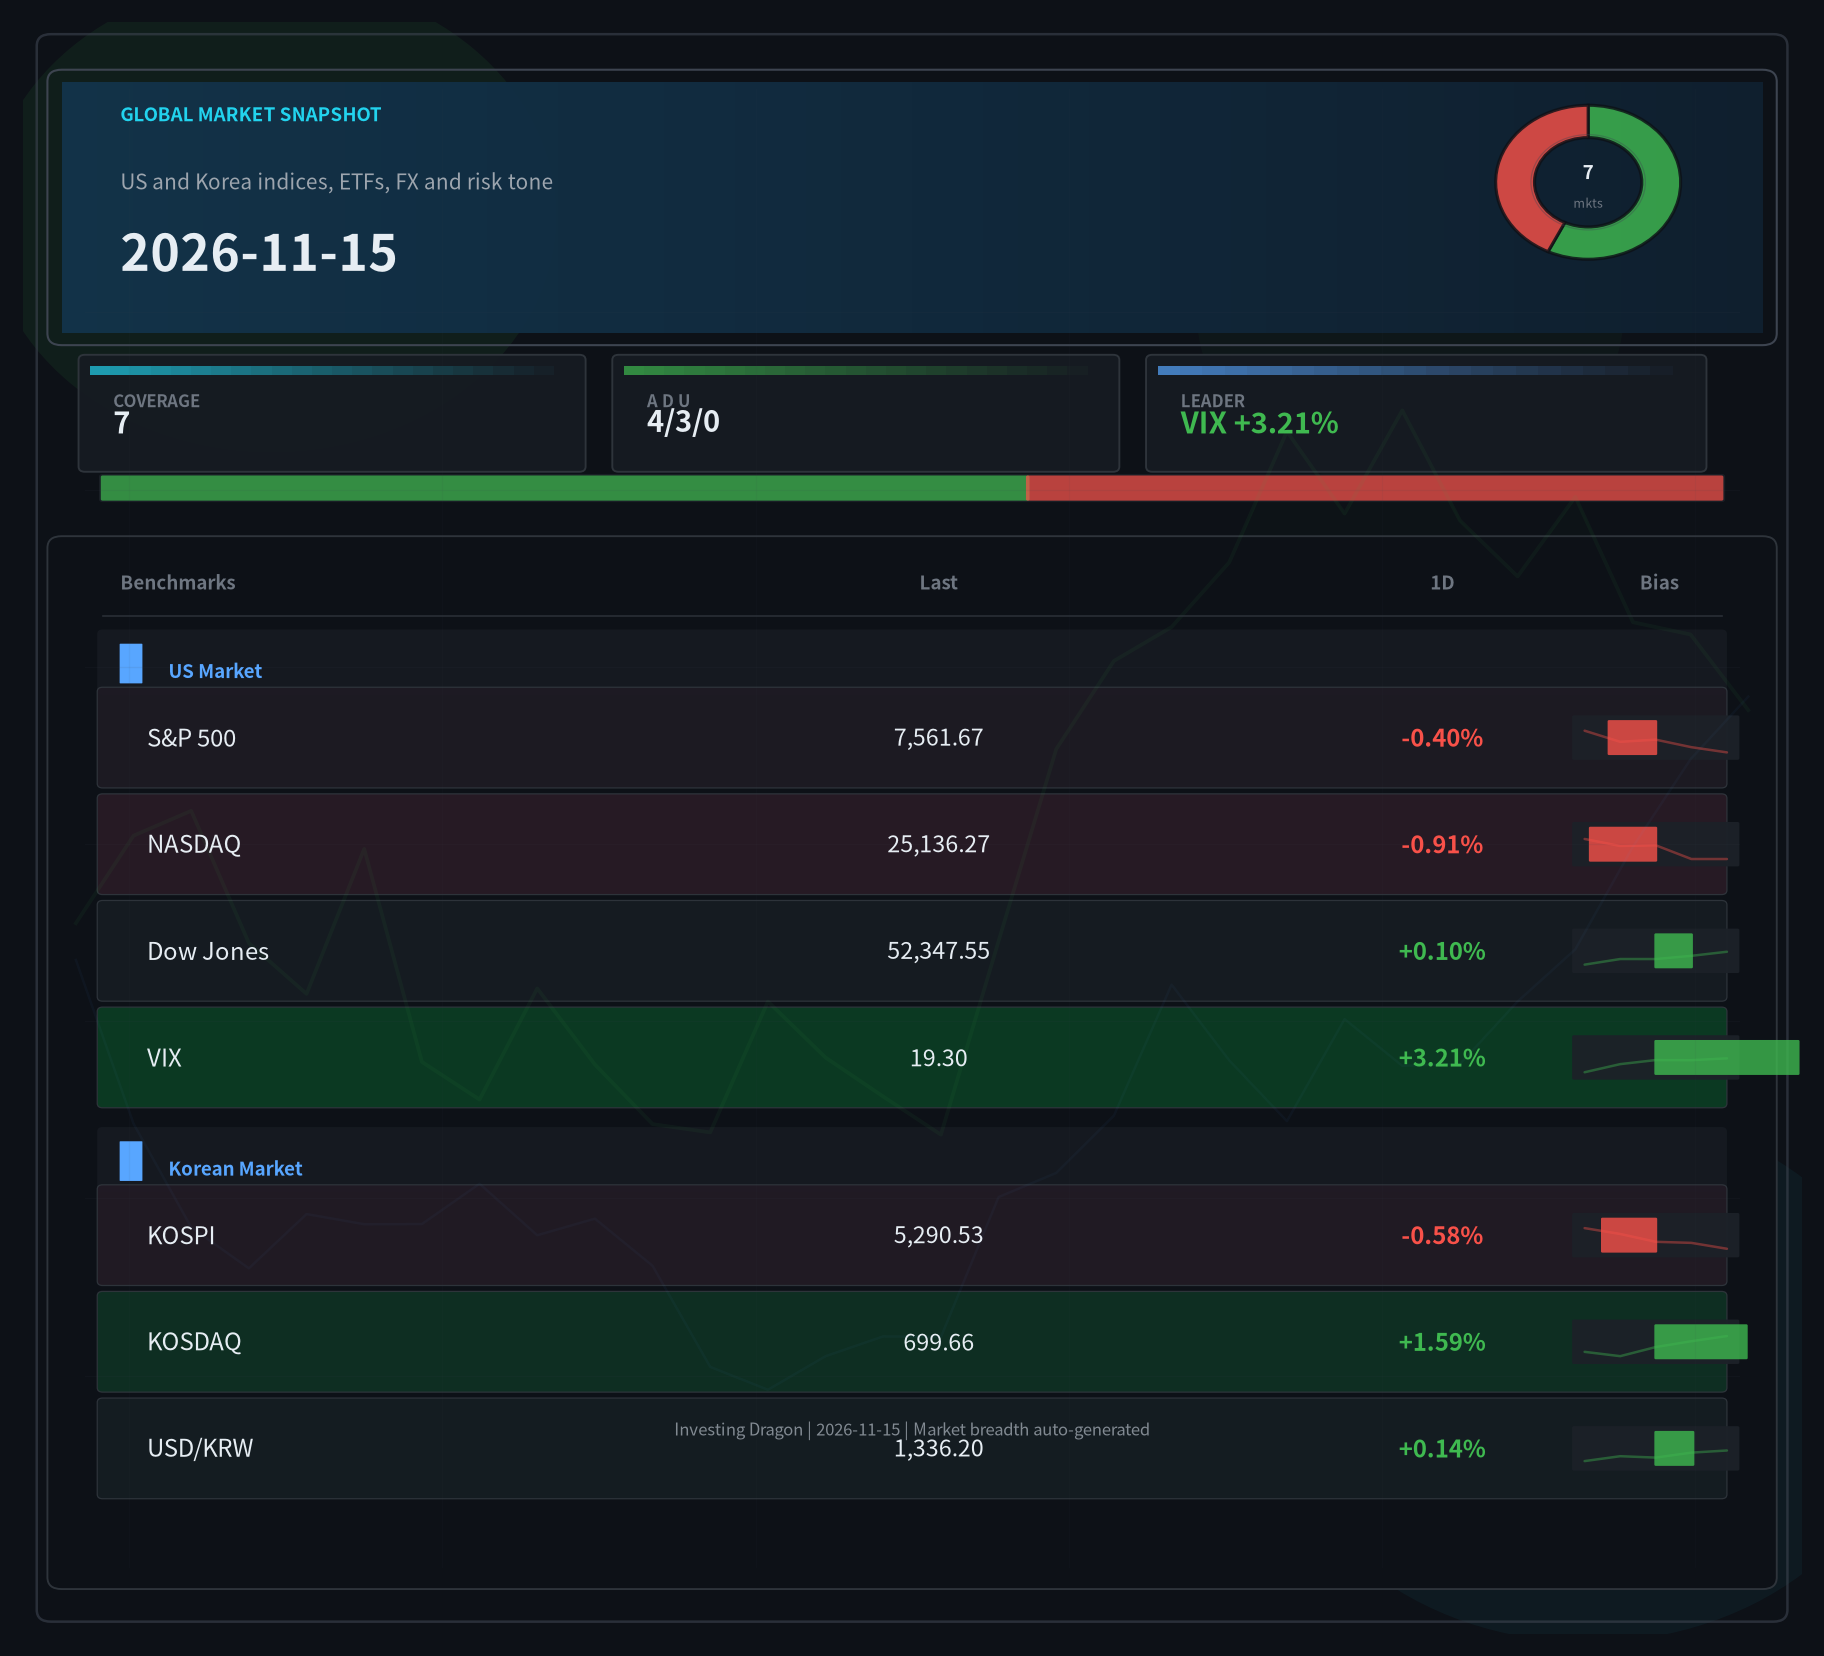 GLOBAL MARKET SNAPSHOT
US and Korea indices, ETFs, FX and risk tone
2026-11-15
7
mkts
COVERAGE
7
A D U
4/3/0
LEADER
VIX +3.21%
Benchmarks Last 1D Bias
US Market
S&P 500 7,561.67 -0.40%
NASDAQ 25,136.27 -0.91%
Dow Jones 52,347.55 +0.10%
VIX 19.30 +3.21%
Korean Market
KOSPI 5,290.53 -0.58%
KOSDAQ 699.66 +1.59%
Investing Dragon | 2026-11-15 | Market breadth auto-generated
USD/KRW 1,336.20 +0.14%